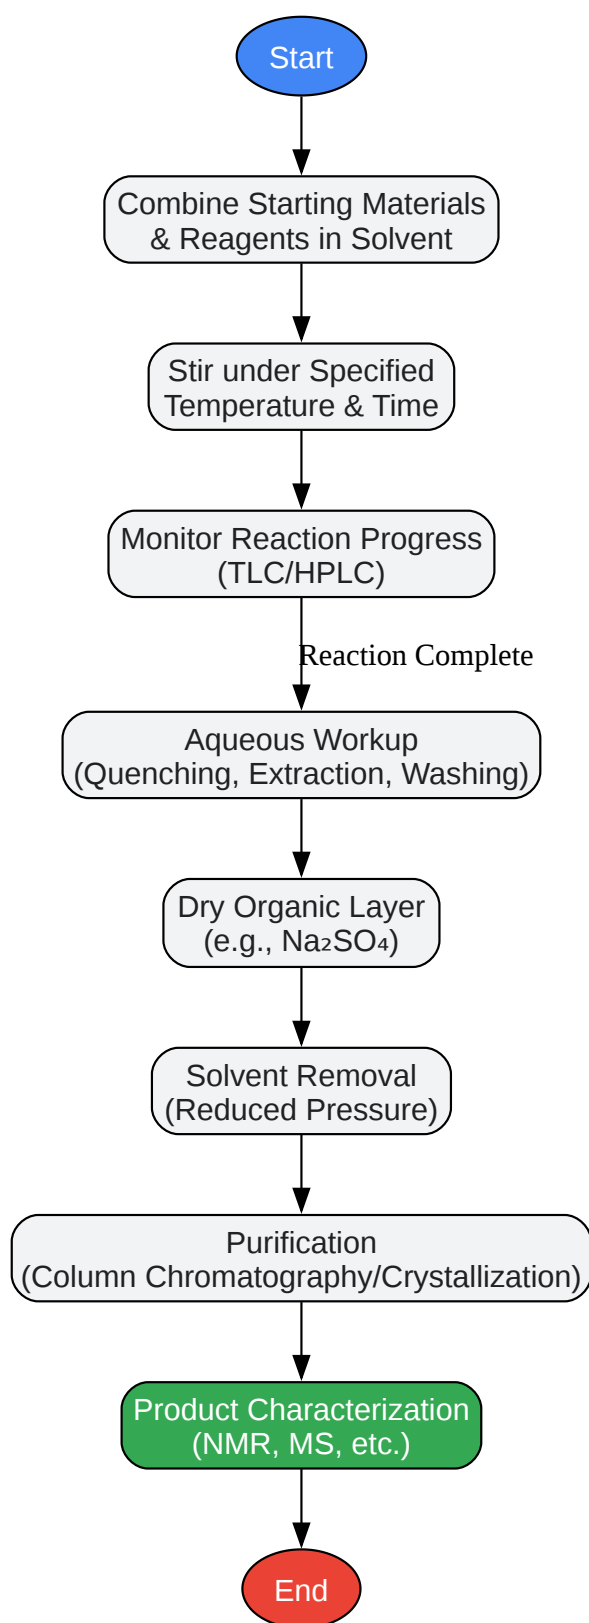 Start
Combine Starting Materials
& Reagents in Solvent
Stir under Specified
Temperature & Time
Monitor Reaction Progress
(TLC/HPLC)
Reaction Complete
Aqueous Workup
(Quenching, Extraction, Washing)
Dry Organic Layer
(e.g., Na₂SO₄)
Solvent Removal
(Reduced Pressure)
Purification
(Column Chromatography/Crystallization)
Product Characterization
(NMR, MS, etc.)
End